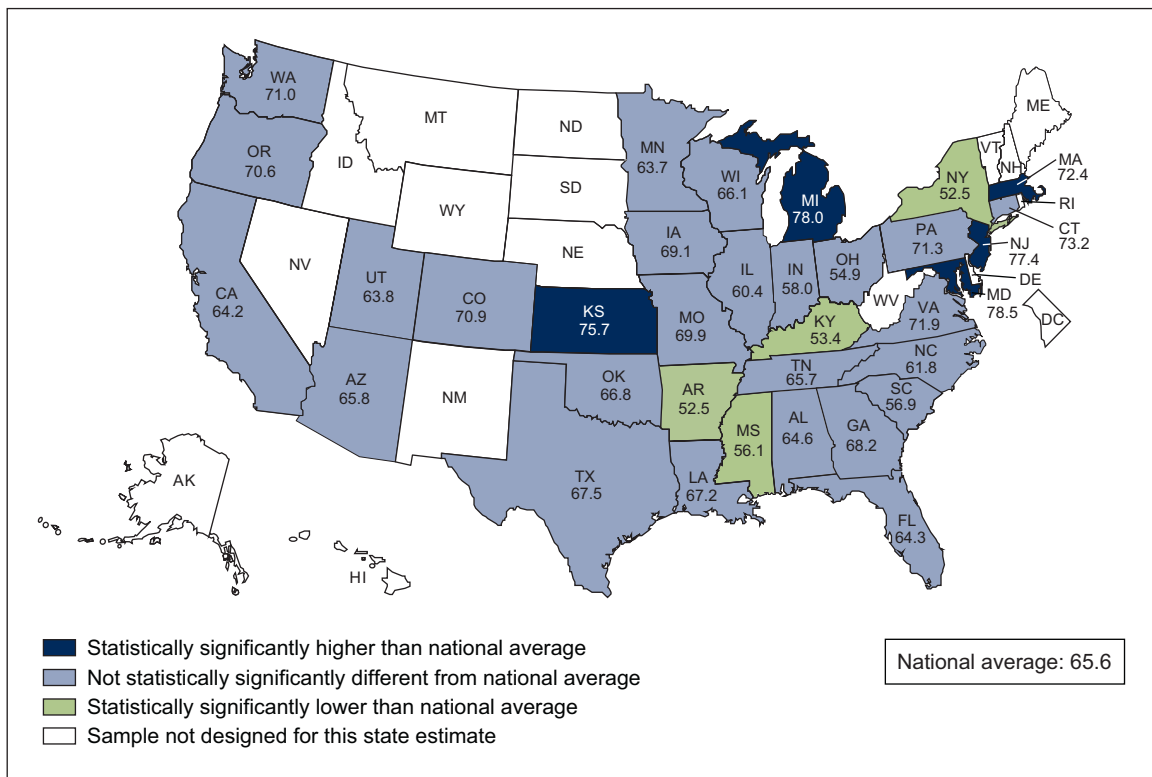 WA
71.0
MT
ND
MN
63.7
ME
VT
NH
OR
70.6
ID
SD
WI
66.1
MI
78.0
NY
52.5
MA
72.4
RI
CT
73.2
WY
NE
IA
69.1
PA
71.3
NJ
77.4
NV
UT
63.8
CO
70.9
IL
60.4
IN
58.0
OH
54.9
DE
MD
78.5
DC
CA
64.2
KS
75.7
MO
69.9
WV
VA
71.9
KY
53.4
NC
61.8
TN
65.7
AZ
65.8
NM
OK
66.8
AR
52.5
SC
56.9
MS
56.1
AL
64.6
GA
68.2
TX
67.5
LA
67.2
FL
64.3
AK
HI
Statistically significantly higher than national average
Not statistically significantly different from national average
Statistically significantly lower than national average
Sample not designed for this state estimate
National average: 65.6